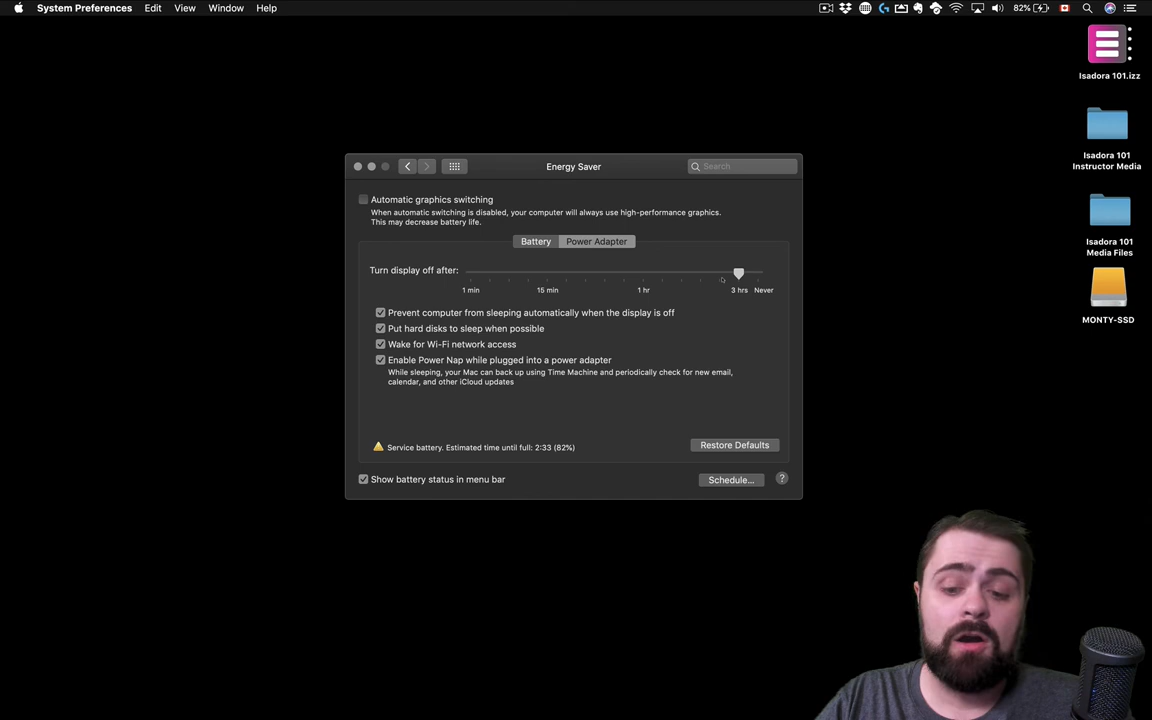 System Preferences Edit View Window Help
82%
Isadora 101.izz
Isadora 101
Instructor Media
Isadora 101
Media Files
MONTY-SSD
Energy Saver
Search
Automatic graphics switching
When automatic switching is disabled, your computer will always use high-performance graphics.
This may decrease battery life.
Battery Power Adapter
Turn display off after:
1 min 15 min 1 hr 3 hrs Never
Prevent computer from sleeping automatically when the display is off
Put hard disks to sleep when possible
Wake for Wi-Fi network access
Enable Power Nap while plugged into a power adapter
While sleeping, your Mac can back up using Time Machine and periodically check for new email,
calendar, and other iCloud updates
Service battery. Estimated time until full: 2:33 (82%)
Restore Defaults
Show battery status in menu bar
Schedule...
?